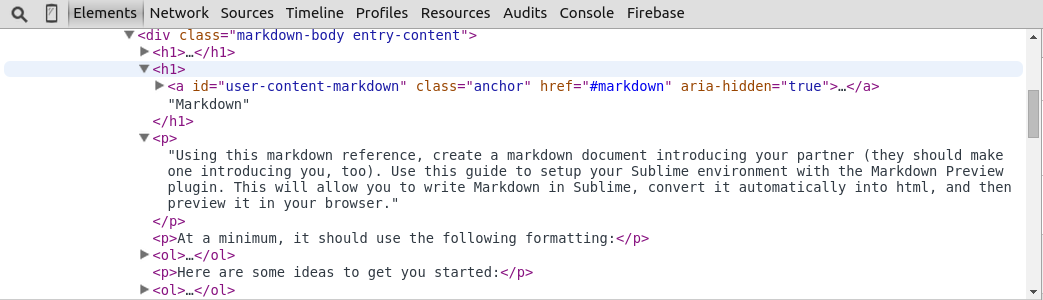 Elements Network Sources Timeline Profiles Resources Audits Console Firebase
<div class="markdown-body entry-content">
<h1>…</h1>
<h1>
<a id="user-content-markdown" class="anchor" href="#markdown" aria-hidden="true">…</a>
"Markdown"
</h1>
<p>
"Using this markdown reference, create a markdown document introducing your partner (they should make
one introducing you, too). Use this guide to setup your Sublime environment with the Markdown Preview
plugin. This will allow you to write Markdown in Sublime, convert it automatically into html, and then
preview it in your browser."
</p>
<p>At a minimum, it should use the following formatting:</p>
<ol>…</ol>
<p>Here are some ideas to get you started:</p>
<ol>…</ol>